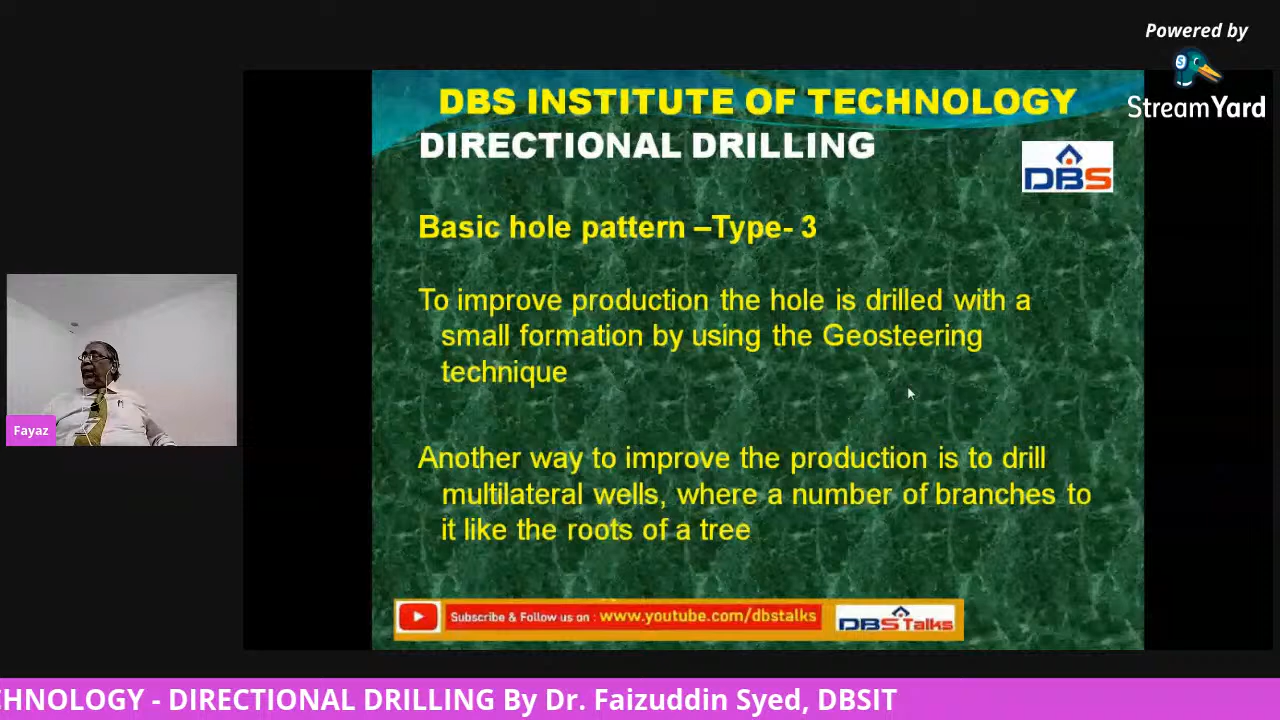 Powered by
StreamYard
DBS INSTITUTE OF TECHNOLOGY
DIRECTIONAL DRILLING
DBS
Basic hole pattern –Type- 3
To improve production the hole is drilled with a
small formation by using the Geosteering
technique
Another way to improve the production is to drill
multilateral wells, where a number of branches to
it like the roots of a tree
Fayaz
Subscribe & Follow us on : www.youtube.com/dbstalks
DBS Talks
CHNOLOGY - DIRECTIONAL DRILLING By Dr. Faizuddin Syed, DBSIT